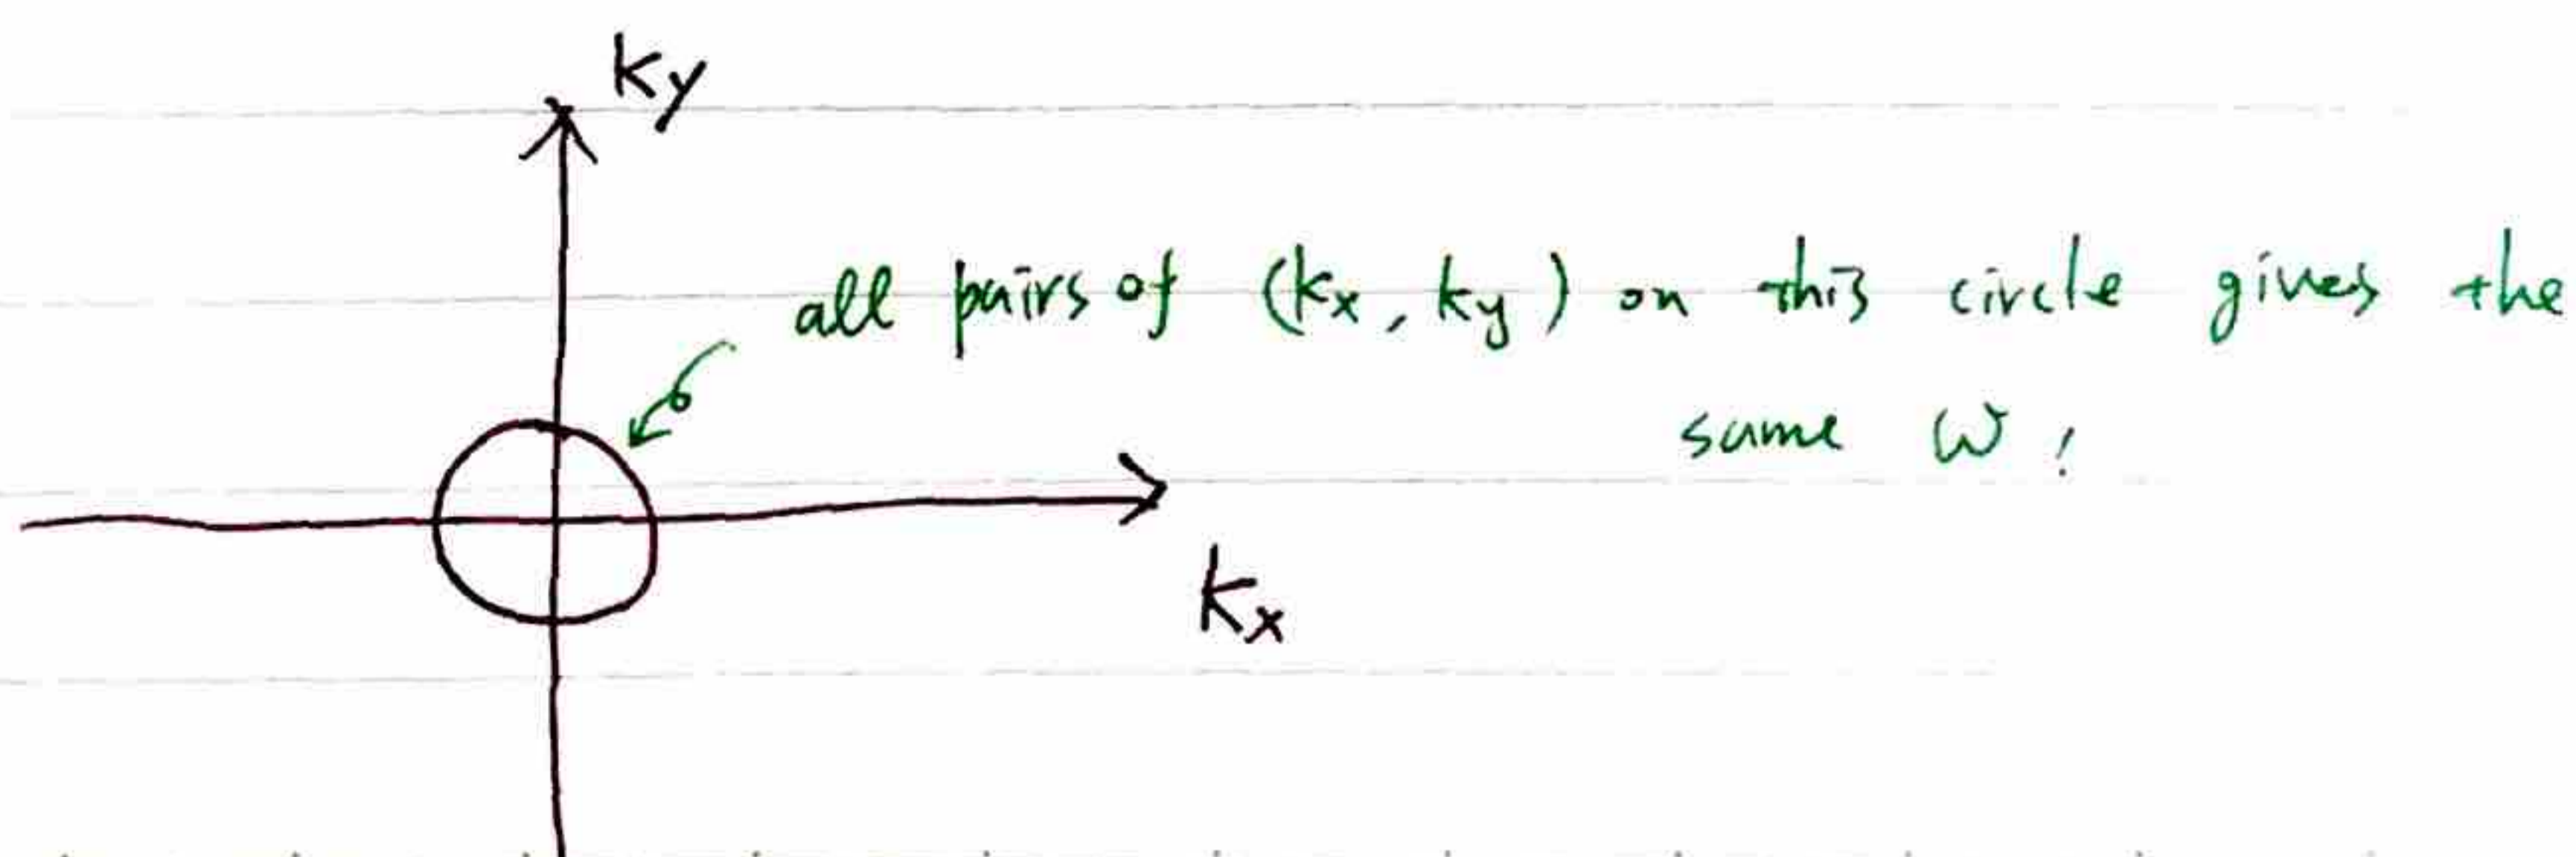 ky
all pairs of (kx, ky) on this circle gives the
same ω!
kx